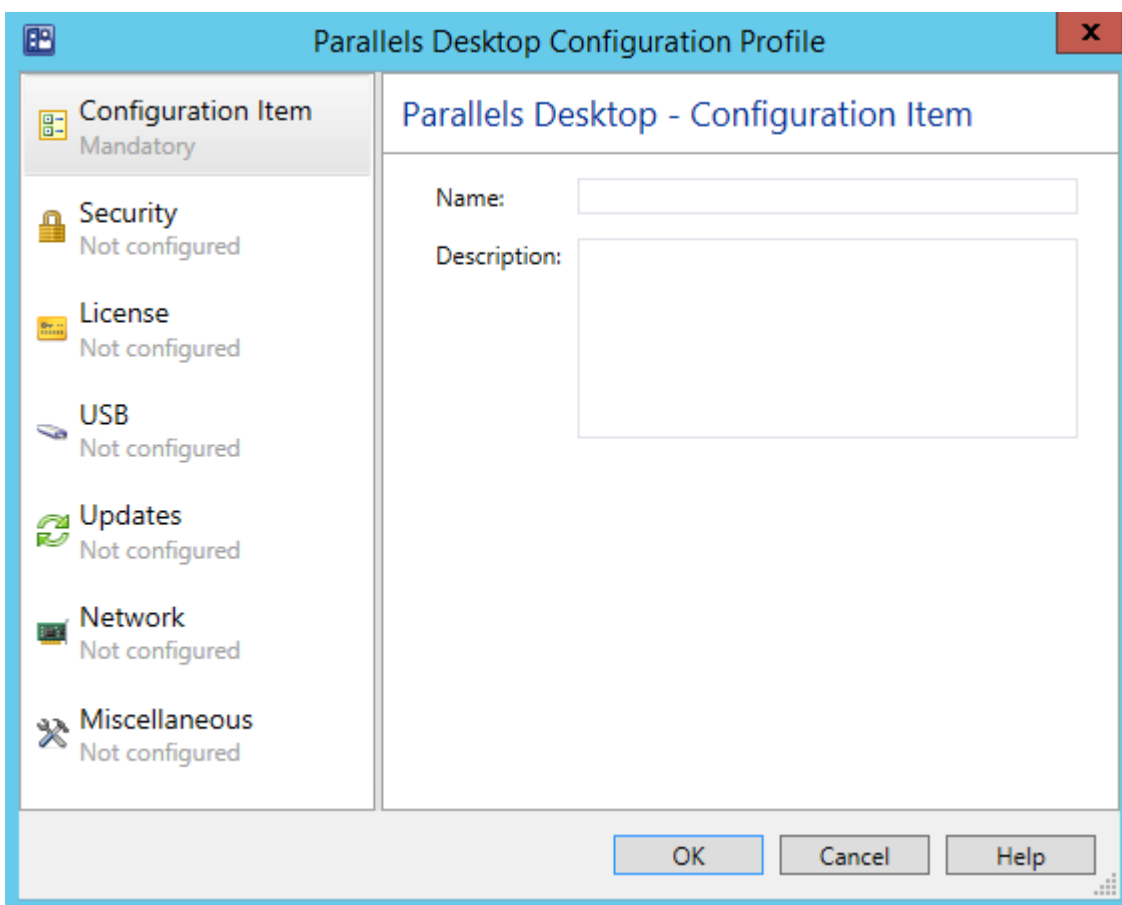 Parallels Desktop Configuration Profile
x
Configuration Item
Mandatory
Security
Not configured
License
Not configured
USB
Not configured
Updates
Not configured
Network
Not configured
Miscellaneous
Not configured
Parallels Desktop - Configuration Item
Name:
Description:
OK
Cancel
Help